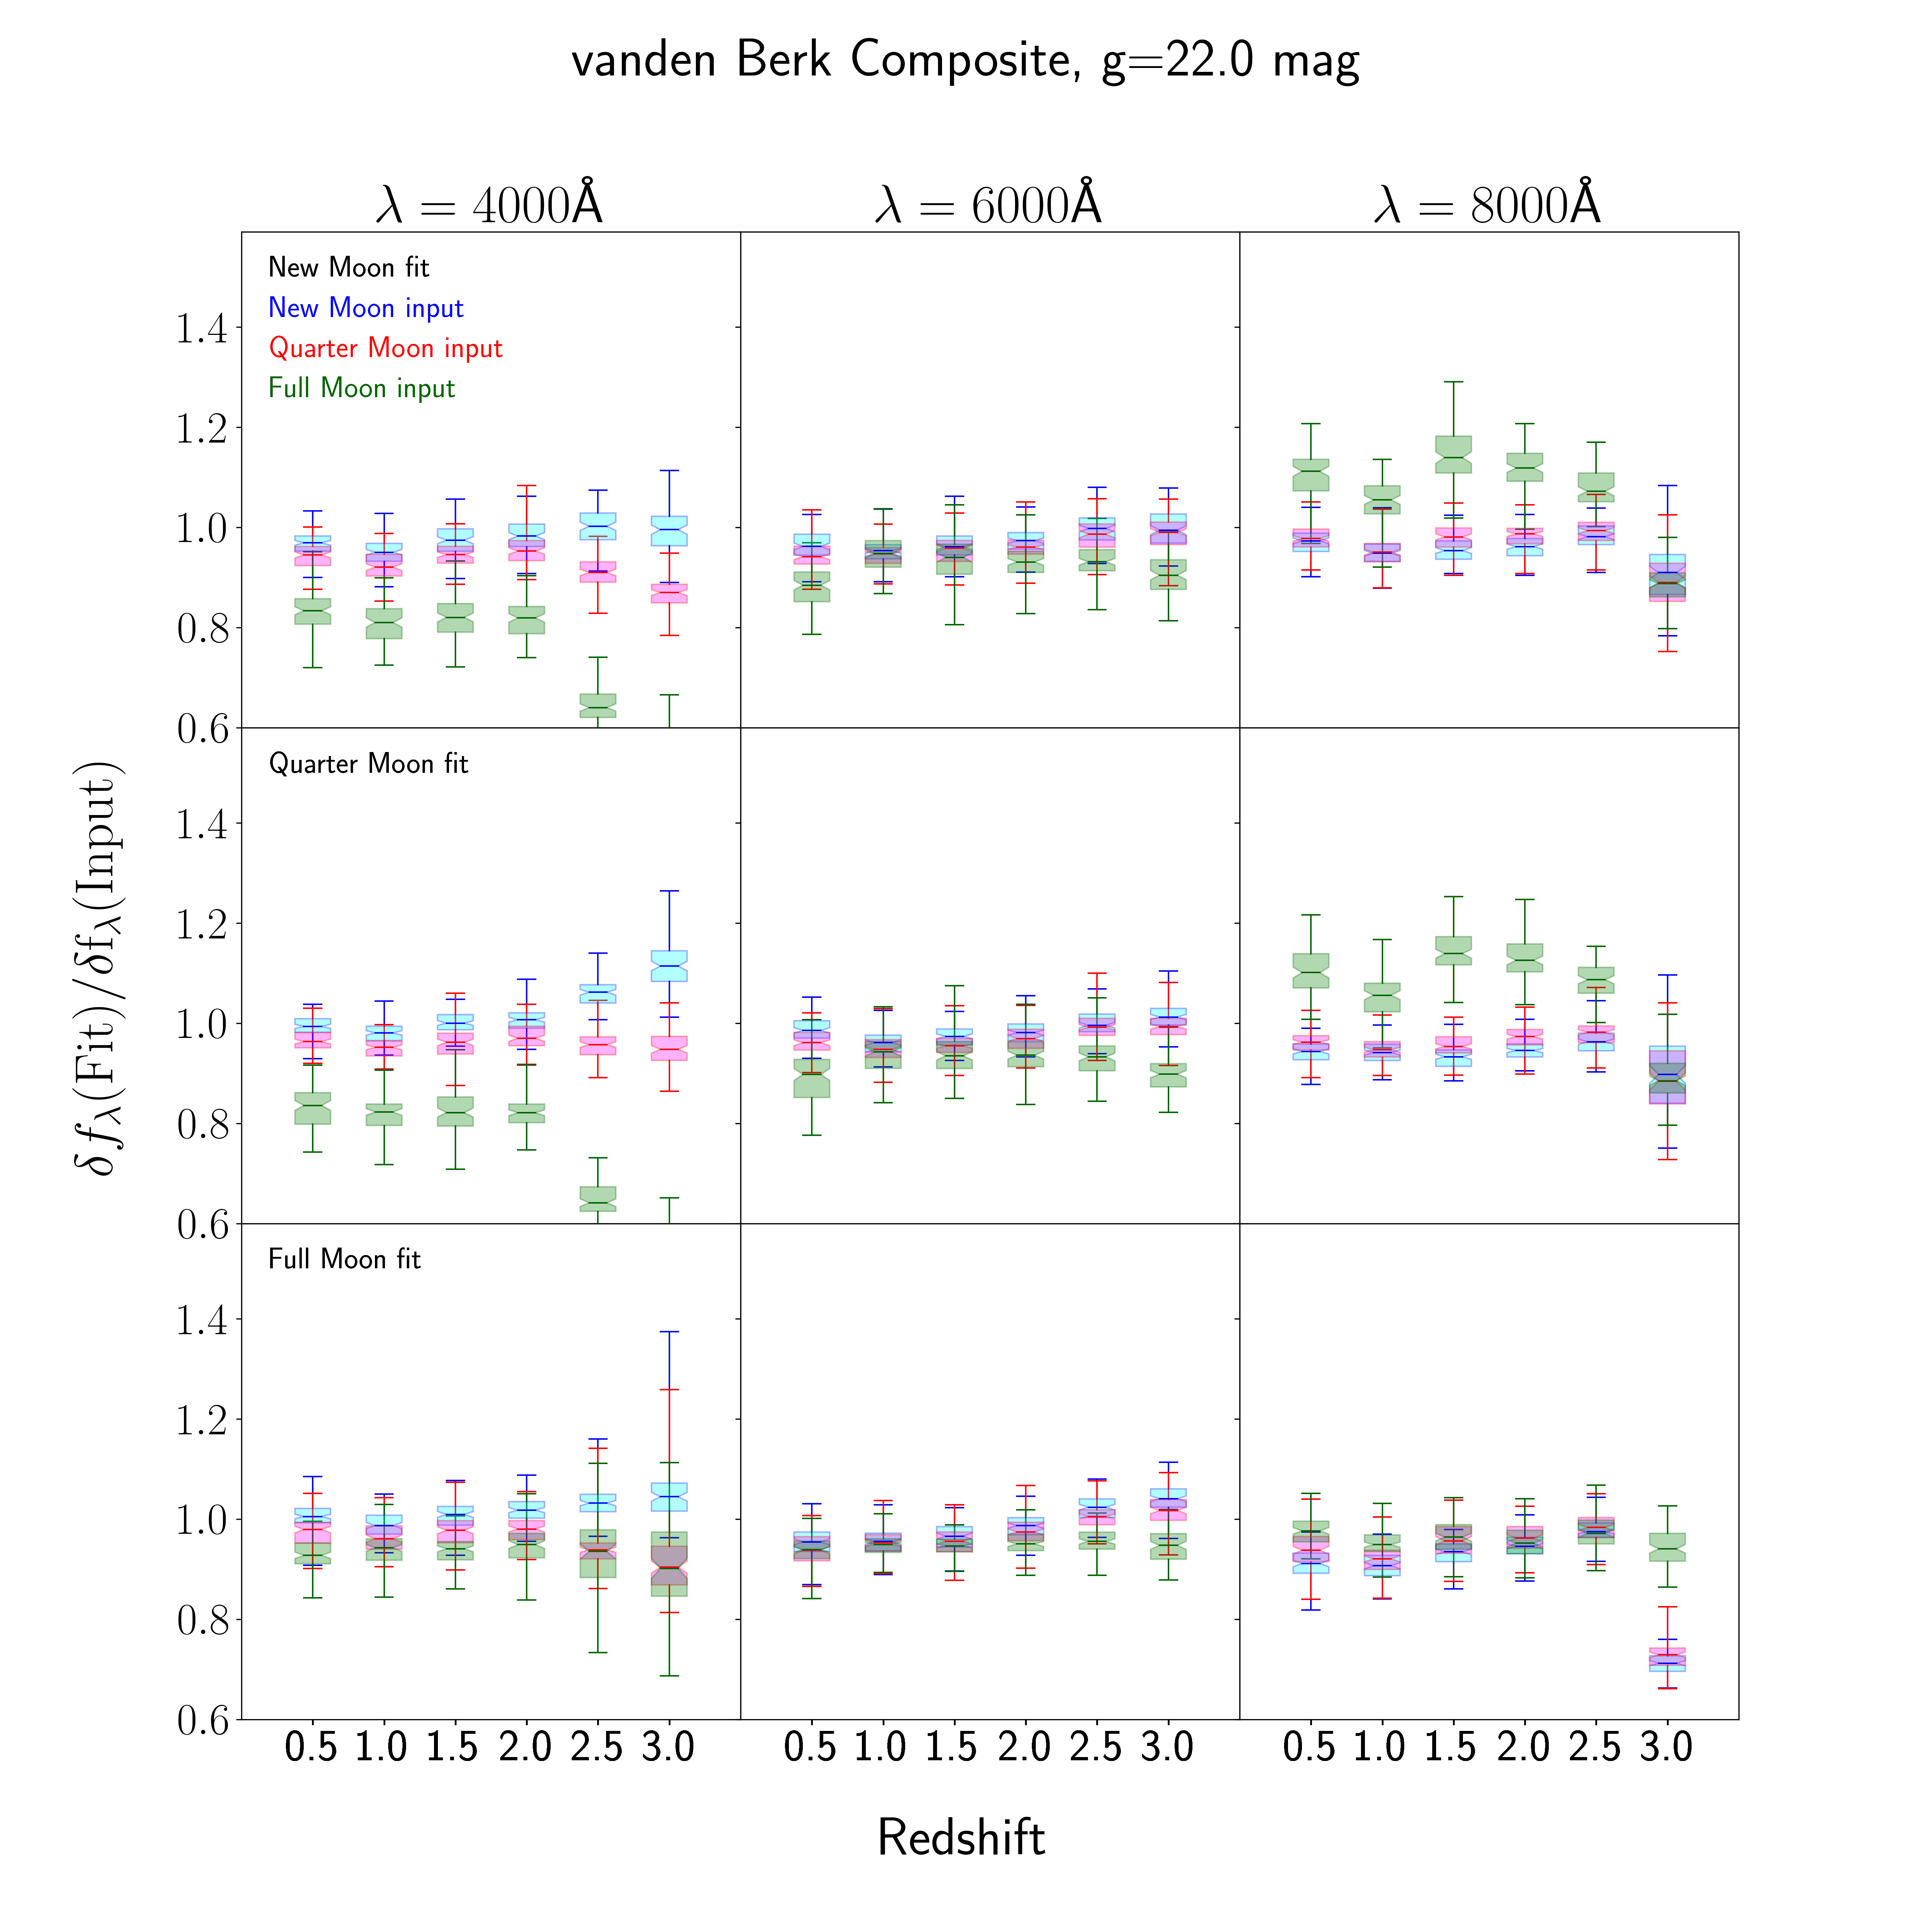 vanden Berk Composite, g=22.0 mag
λ = 4000Å
λ = 6000Å
λ = 8000Å
New Moon fit
New Moon input
Quarter Moon input
Full Moon input
1.4
1.2
1.0
0.8
0.6
Quarter Moon fit
1.4
1.2
1.0
0.8
0.6
Full Moon fit
1.4
1.2
1.0
0.8
0.6
δfλ(Fit)/δfλ(Input)
0.5 1.0 1.5 2.0 2.5 3.0
0.5 1.0 1.5 2.0 2.5 3.0
0.5 1.0 1.5 2.0 2.5 3.0
Redshift